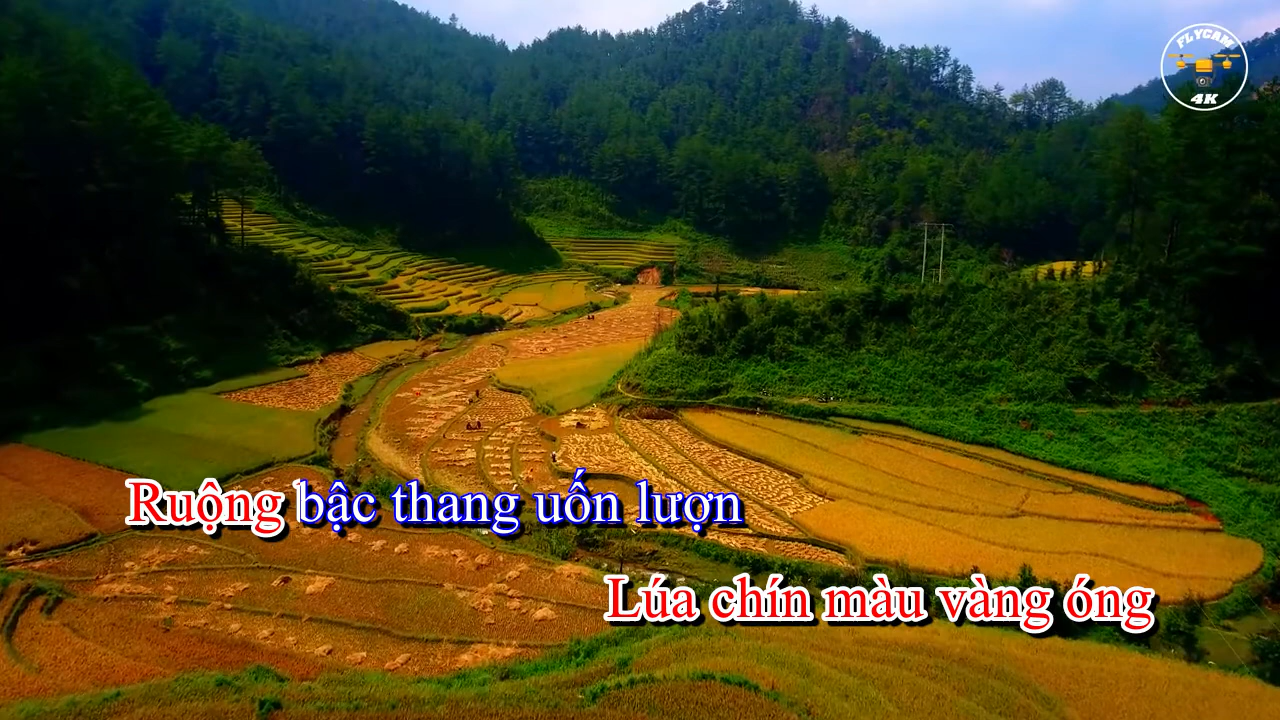 FLYCAM
4K
Ruộng bậc thang uốn lượn
Lúa chín màu vàng óng